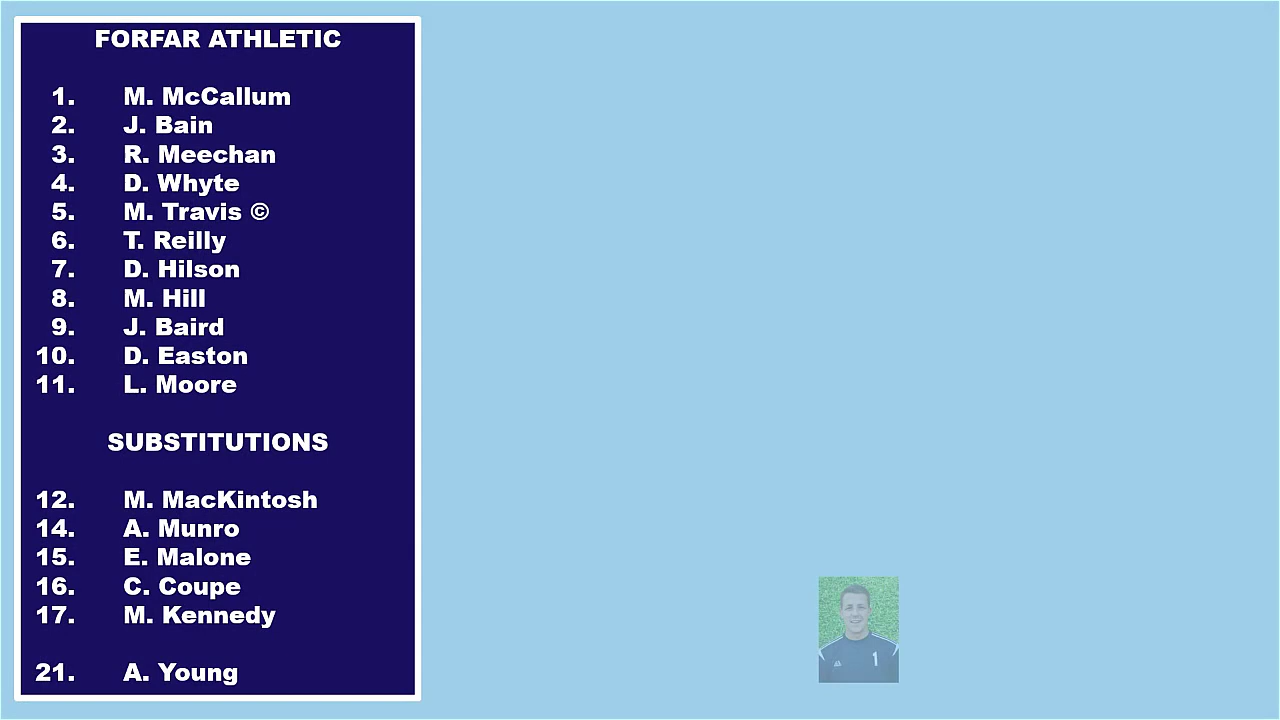 FORFAR ATHLETIC
1. M. McCallum
2. J. Bain
3. R. Meechan
4. D. Whyte
5. M. Travis ©
6. T. Reilly
7. D. Hilson
8. M. Hill
9. J. Baird
10. D. Easton
11. L. Moore
SUBSTITUTIONS
12. M. MacKintosh
14. A. Munro
15. E. Malone
16. C. Coupe
17. M. Kennedy
21. A. Young
1